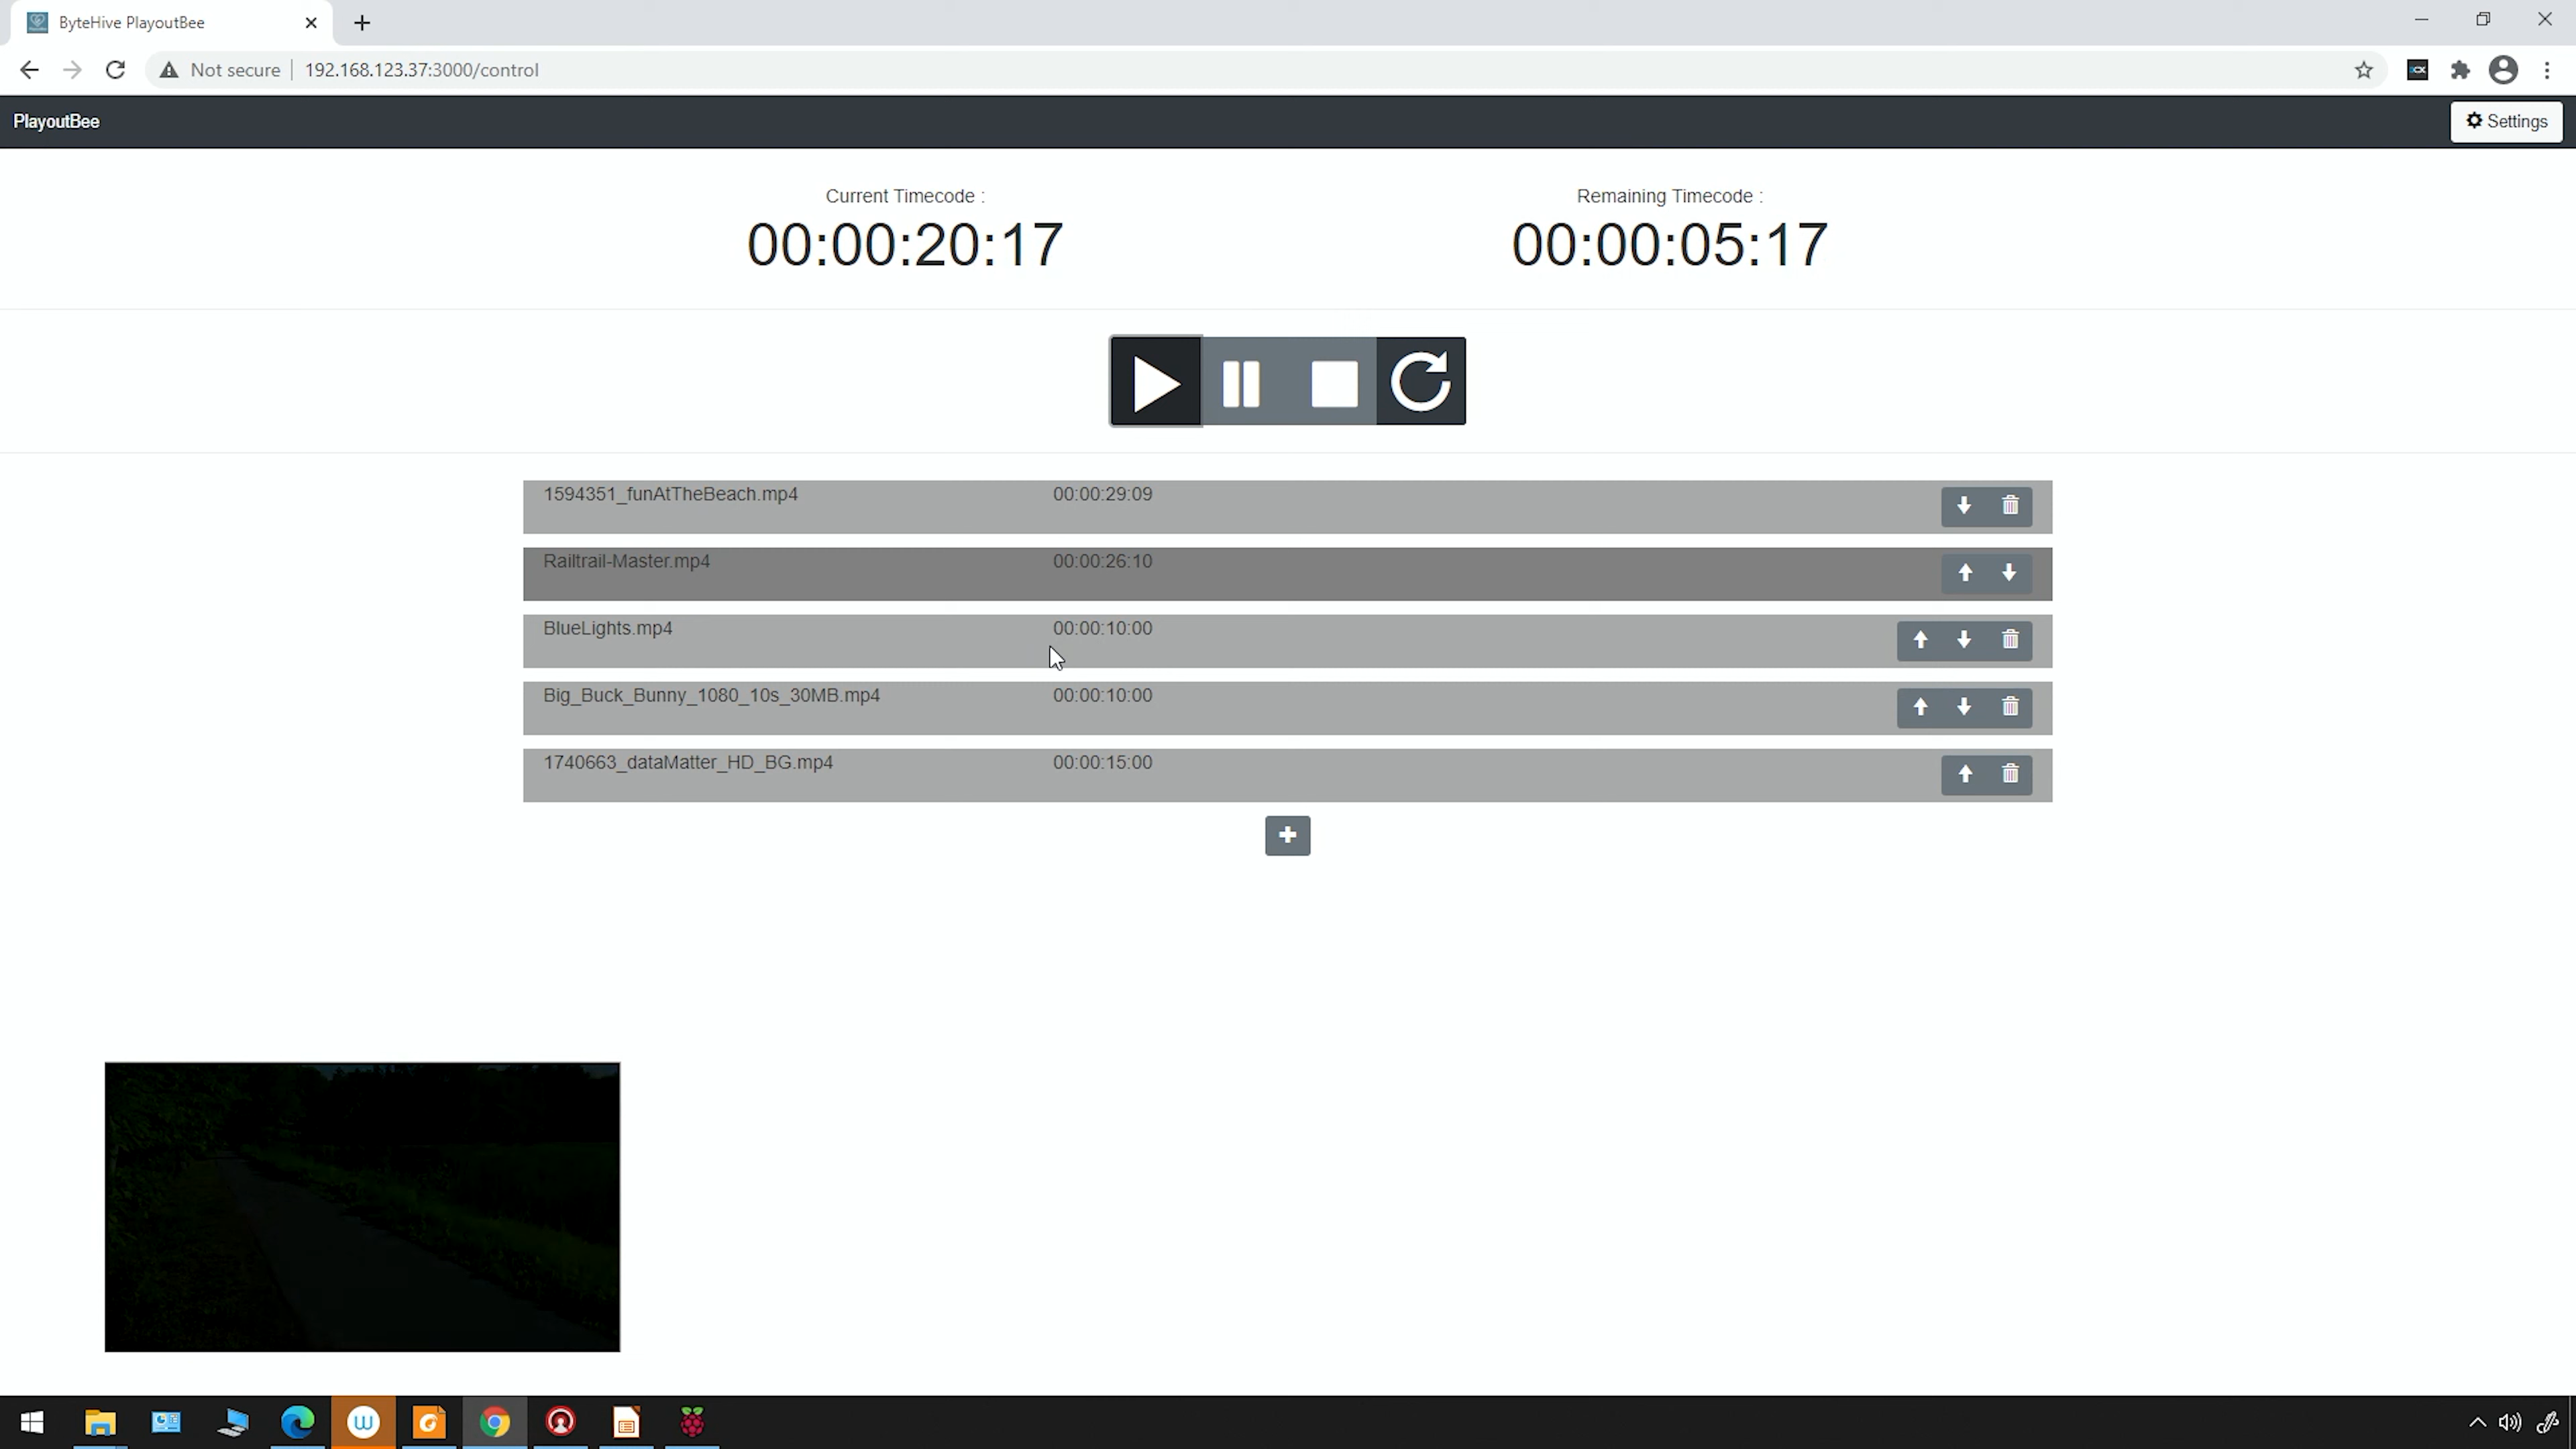 ByteHive PlayoutBee
Not secure
192.168.123.37:3000/control
PlayoutBee
Settings
Current Timecode :
00:00:20:17
Remaining Timecode :
00:00:05:17
1594351_funAtTheBeach.mp4 00:00:29:09
Railtrail-Master.mp4 00:00:26:10
BlueLights.mp4 00:00:10:00
Big_Buck_Bunny_1080_10s_30MB.mp4 00:00:10:00
1740663_dataMatter_HD_BG.mp4 00:00:15:00